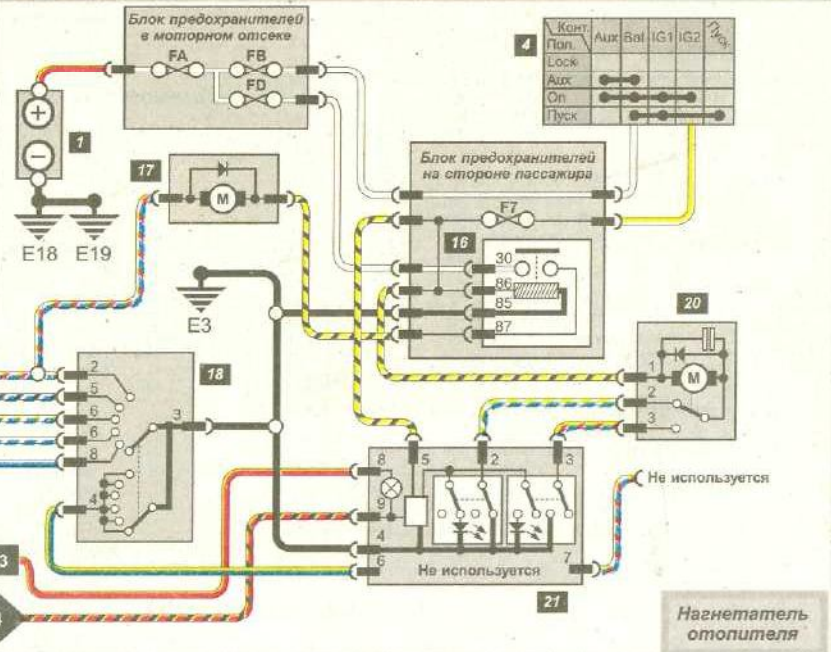 Блок предохранителей
в моторном отсеке
FA
FB
FD
1
E18
E19
17
M
4
Конт.
Пол.
Aux
Bat
IG1
IG2
Пуск
Lock
Aux
On
Пуск
Блок предохранителей
на стороне пассажира
F7
16
30
86
85
87
E3
18
2
5
6
6
8
4
3
20
1
2
3
M
8
9
4
6
5
2
3
7
Не используется
Не используется
21
3
Нагнетатель
отопителя